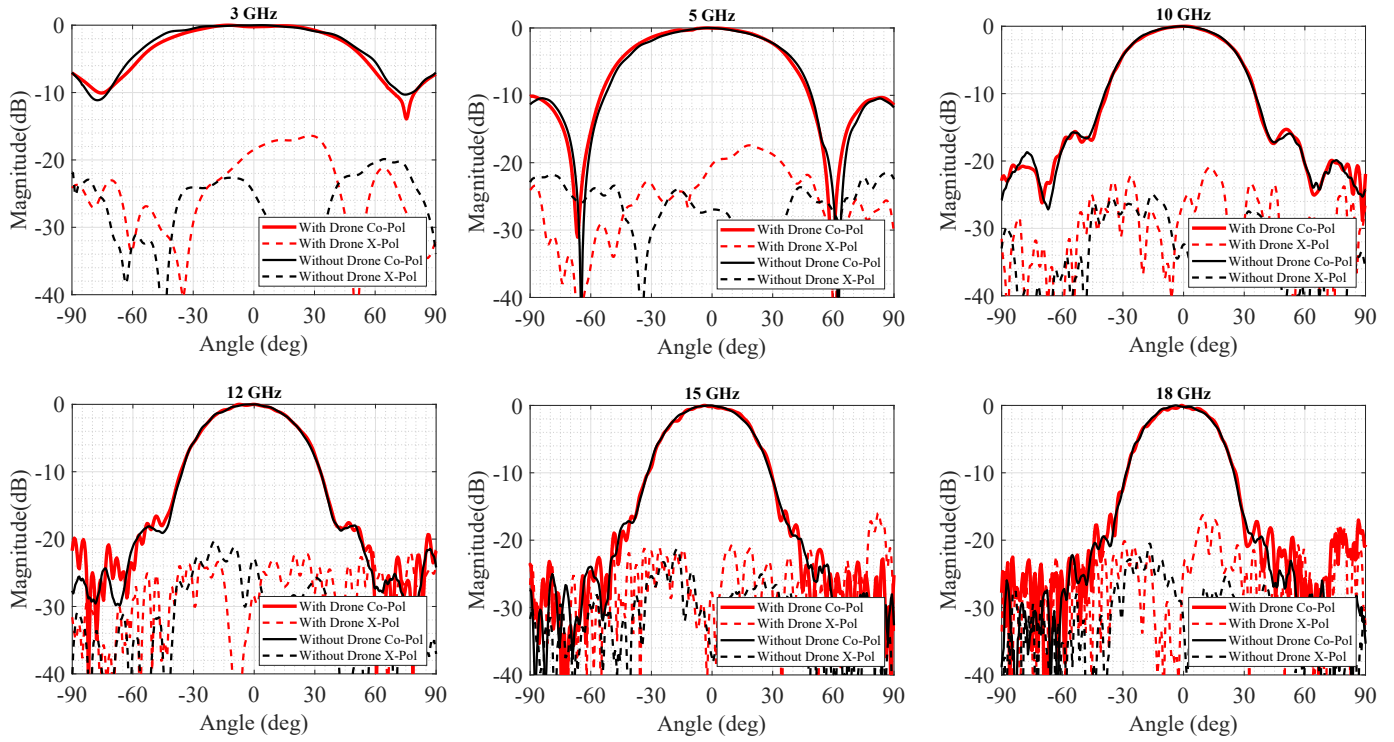 3 GHz
0
-10
-20
-30
-40
Magnitude(dB)
With Drone Co-Pol
With Drone X-Pol
Without Drone Co-Pol
Without Drone X-Pol
-90 -60 -30 0 30 60 90
Angle (deg)
5 GHz
0
-10
-20
-30
-40
Magnitude(dB)
With Drone Co-Pol
With Drone X-Pol
Without Drone Co-Pol
Without Drone X-Pol
-90 -60 -30 0 30 60 90
Angle (deg)
10 GHz
0
-10
-20
-30
-40
Magnitude(dB)
With Drone Co-Pol
With Drone X-Pol
Without Drone Co-Pol
Without Drone X-Pol
-90 -60 -30 0 30 60 90
Angle (deg)
12 GHz
0
-10
-20
-30
-40
Magnitude(dB)
With Drone Co-Pol
With Drone X-Pol
Without Drone Co-Pol
Without Drone X-Pol
-90 -60 -30 0 30 60 90
Angle (deg)
15 GHz
0
-10
-20
-30
-40
Magnitude(dB)
With Drone Co-Pol
With Drone X-Pol
Without Drone Co-Pol
Without Drone X-Pol
-90 -60 -30 0 30 60 90
Angle (deg)
18 GHz
0
-10
-20
-30
-40
Magnitude(dB)
With Drone Co-Pol
With Drone X-Pol
Without Drone Co-Pol
Without Drone X-Pol
-90 -60 -30 0 30 60 90
Angle (deg)